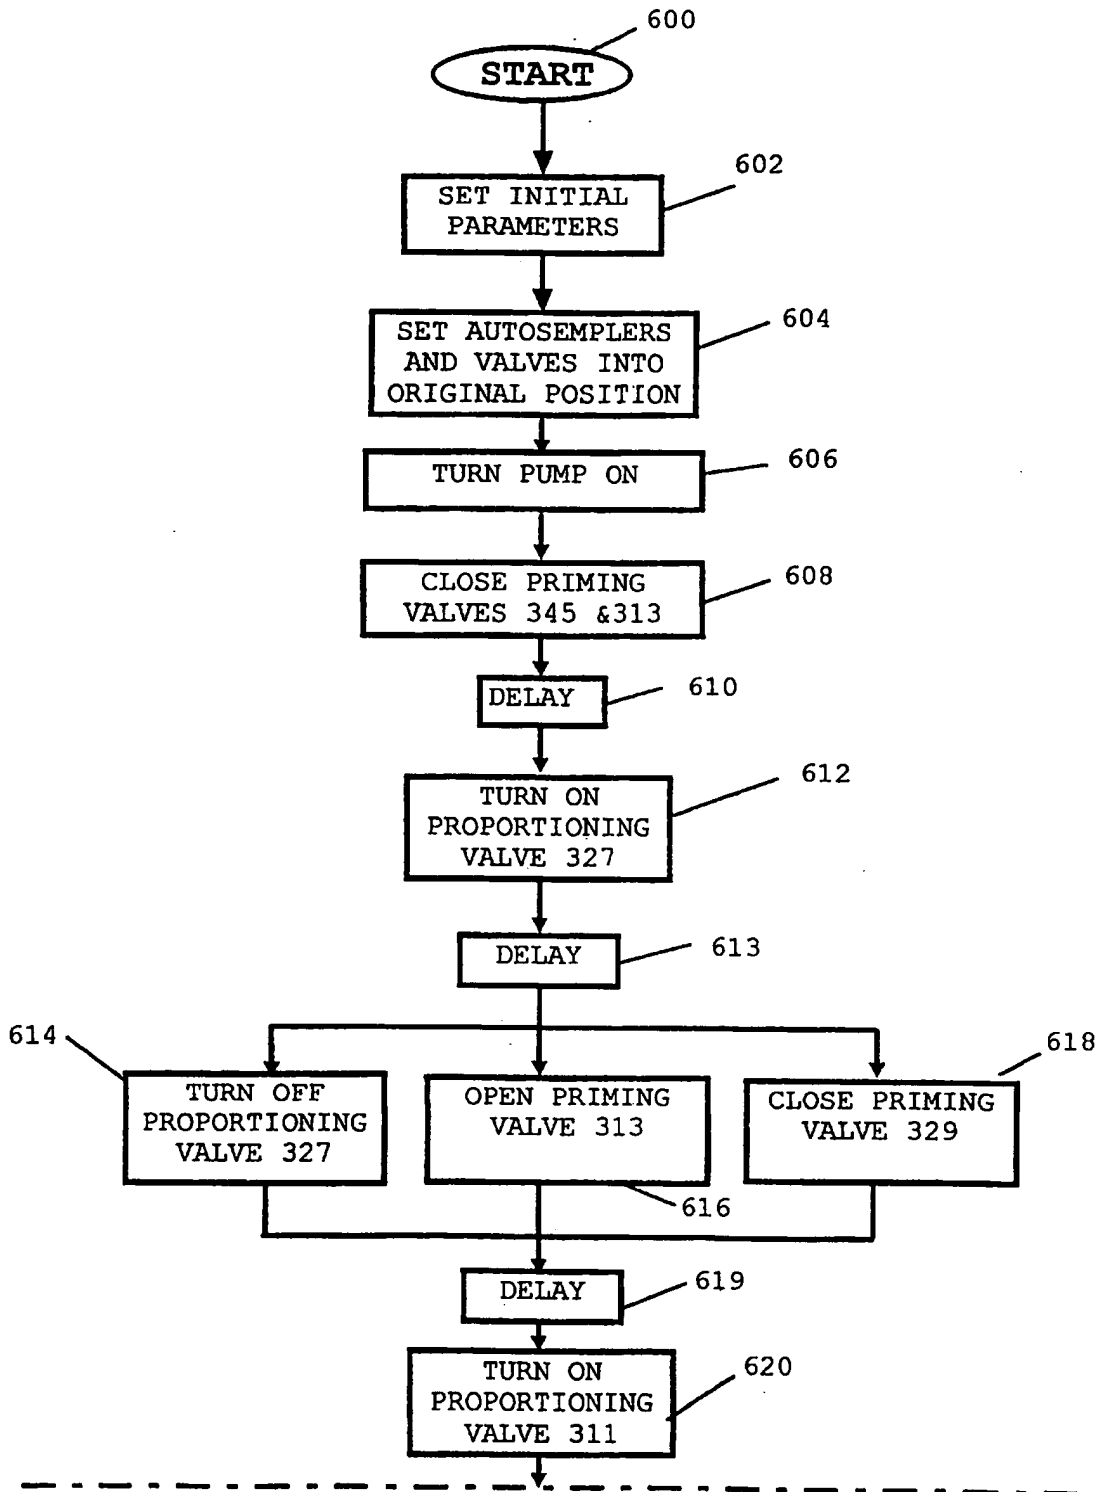 600
START
602
SET INITIAL
PARAMETERS
604
SET AUTOSEMPLERS
AND VALVES INTO
ORIGINAL POSITION
606
TURN PUMP ON
608
CLOSE PRIMING
VALVES 345 &313
610
DELAY
612
TURN ON
PROPORTIONING
VALVE 327
613
DELAY
614
TURN OFF
PROPORTIONING
VALVE 327
OPEN PRIMING
VALVE 313
616
618
CLOSE PRIMING
VALVE 329
619
DELAY
620
TURN ON
PROPORTIONING
VALVE 311